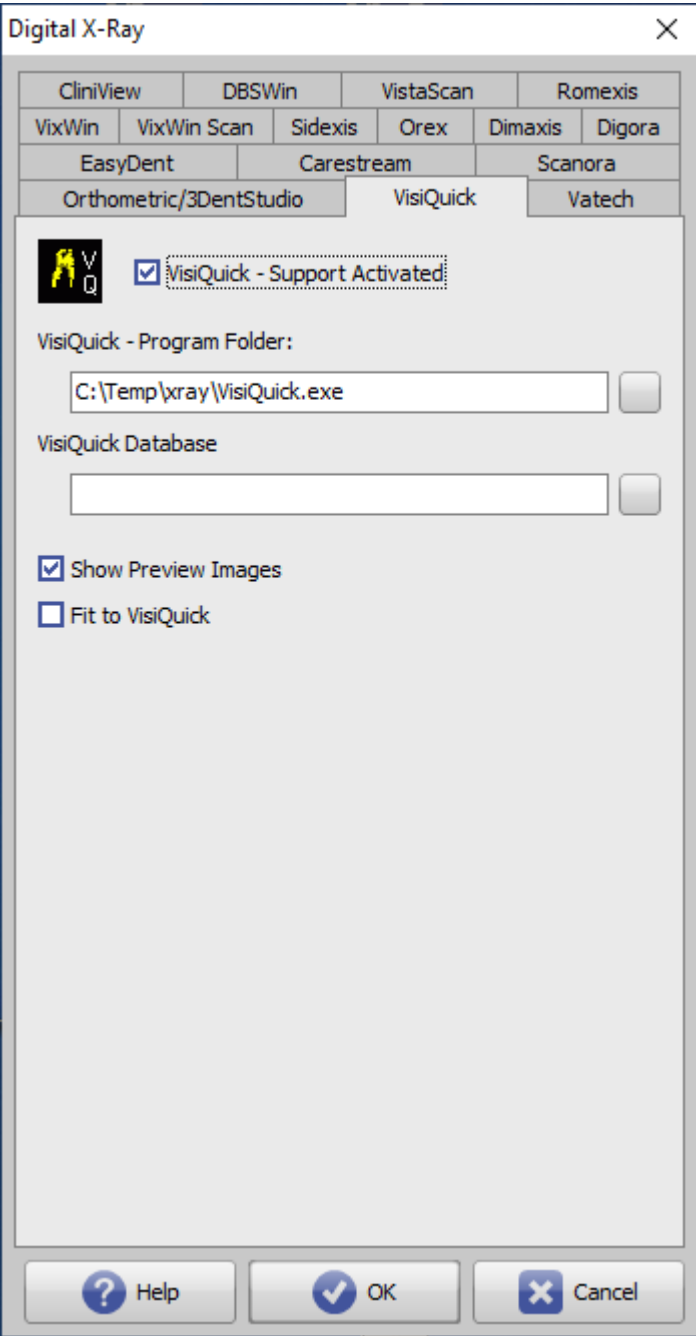 Digital X-Ray
CliniView DBSWin VistaScan Romexis
VixWin VixWin Scan Sidexis Orex Dimaxis Digora
EasyDent Carestream Scanora
Orthometric/3DentStudio VisiQuick Vatech
VQ VisiQuick - Support Activated
VisiQuick - Program Folder:
C:\Temp\xray\VisiQuick.exe
VisiQuick Database
Show Preview Images
Fit to VisiQuick
? Help OK Cancel